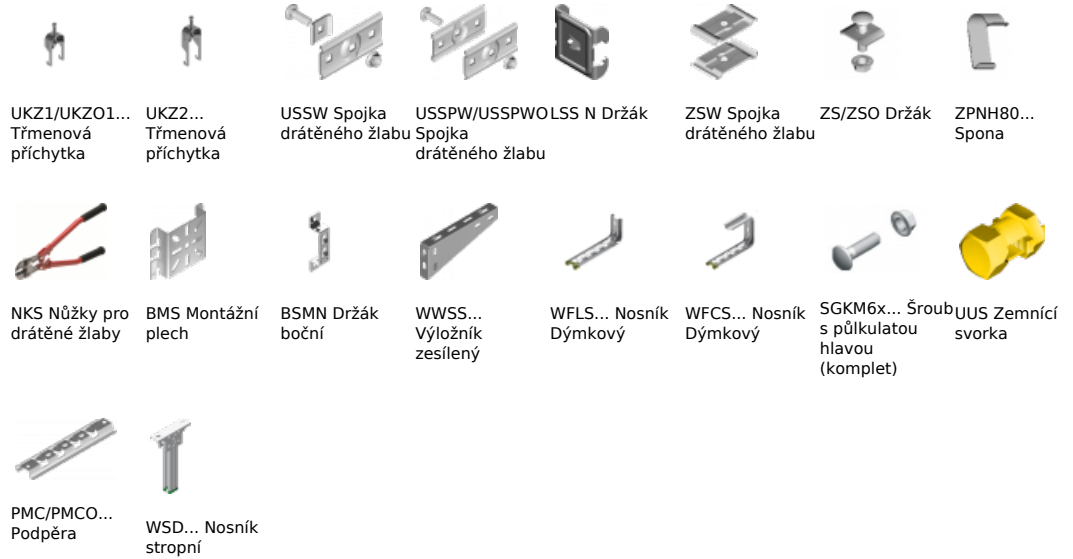 UKZ1/UKZO1...
Třmenová
příchytka
UKZ2...
Třmenová
příchytka
USSW Spojka
drátěného žlabu
USSPW/USSPWO
Spojka
drátěného žlabu
LSS N Držák
ZSW Spojka
drátěného žlabu
ZS/ZSO Držák
ZPNH80...
Spona
NKS Nůžky pro
drátěné žlaby
BMS Montážní
plech
BSMN Držák
boční
WWSS...
Výložník
zesílený
WFLS... Nosník
Dýmkový
WFCS... Nosník
Dýmkový
SGKM6x... Šroub
s půlkulatou
hlavou
(komplet)
UUS Zemnící
svorka
PMC/PMCO...
Podpěra
WSD... Nosník
stropní